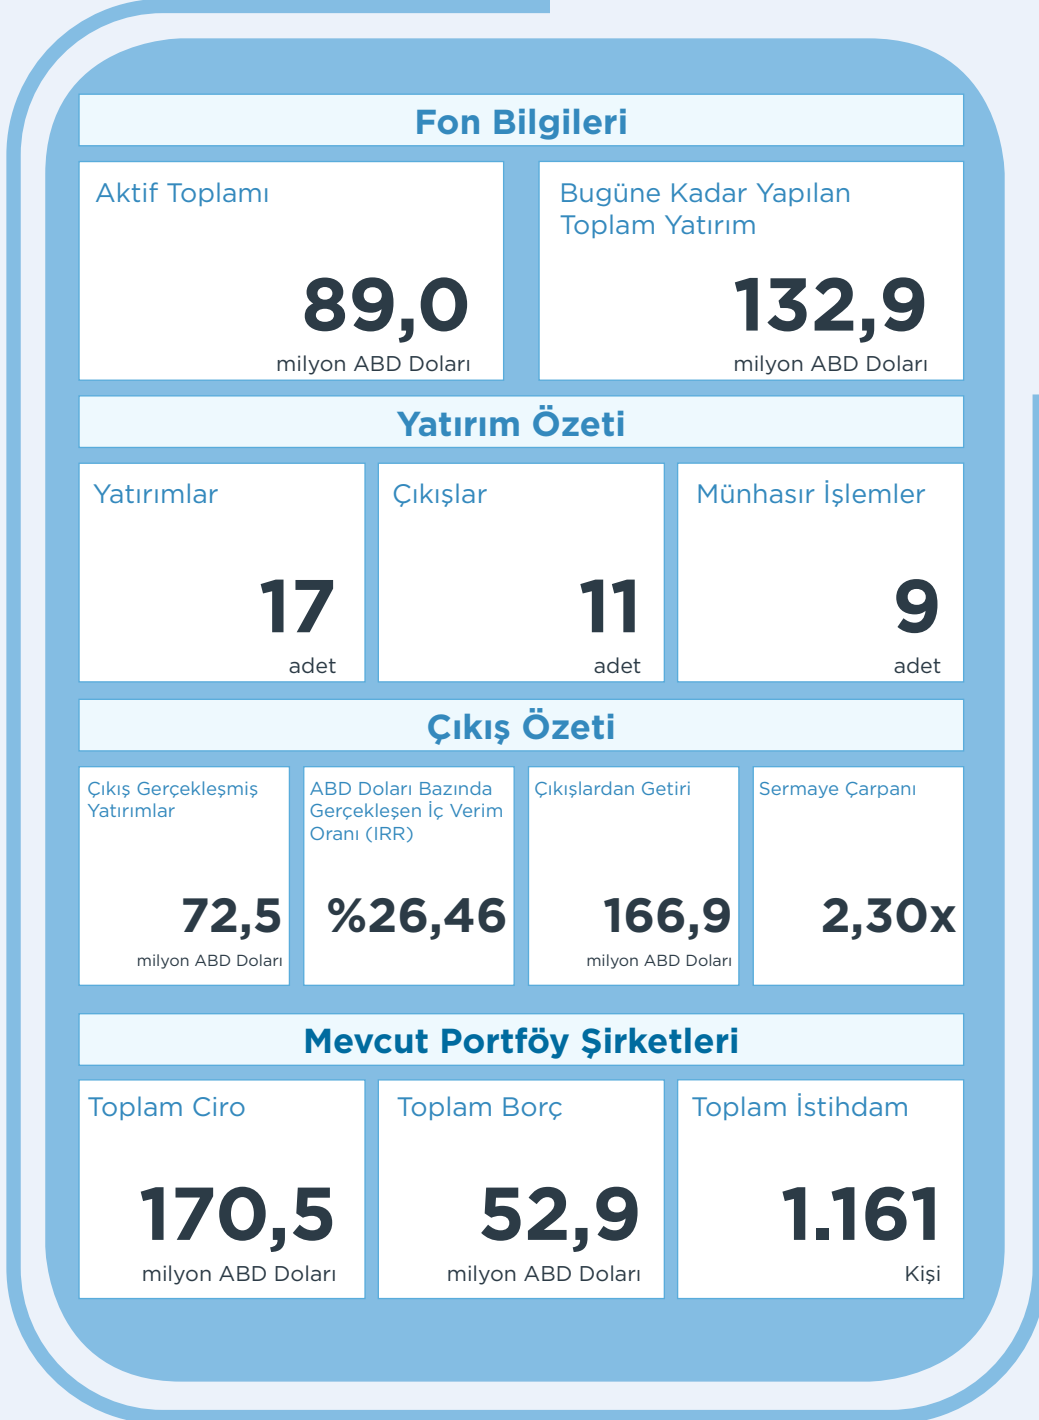 Fon Bilgileri
Aktif Toplamı
89,0
milyon ABD Doları
Bugüne Kadar Yapılan
Toplam Yatırım
132,9
milyon ABD Doları
Yatırım Özeti
Yatırımlar
17
adet
Çıkışlar
11
adet
Münhasır İşlemler
9
adet
Çıkış Özeti
Çıkış Gerçekleşmiş
Yatırımlar
72,5
milyon ABD Doları
ABD Doları Bazında
Gerçekleşen İç Verim
Oranı (IRR)
%26,46
Çıkışlardan Getiri
166,9
milyon ABD Doları
Sermaye Çarpanı
2,30x
Mevcut Portföy Şirketleri
Toplam Ciro
170,5
milyon ABD Doları
Toplam Borç
52,9
milyon ABD Doları
Toplam İstihdam
1.161
Kişi